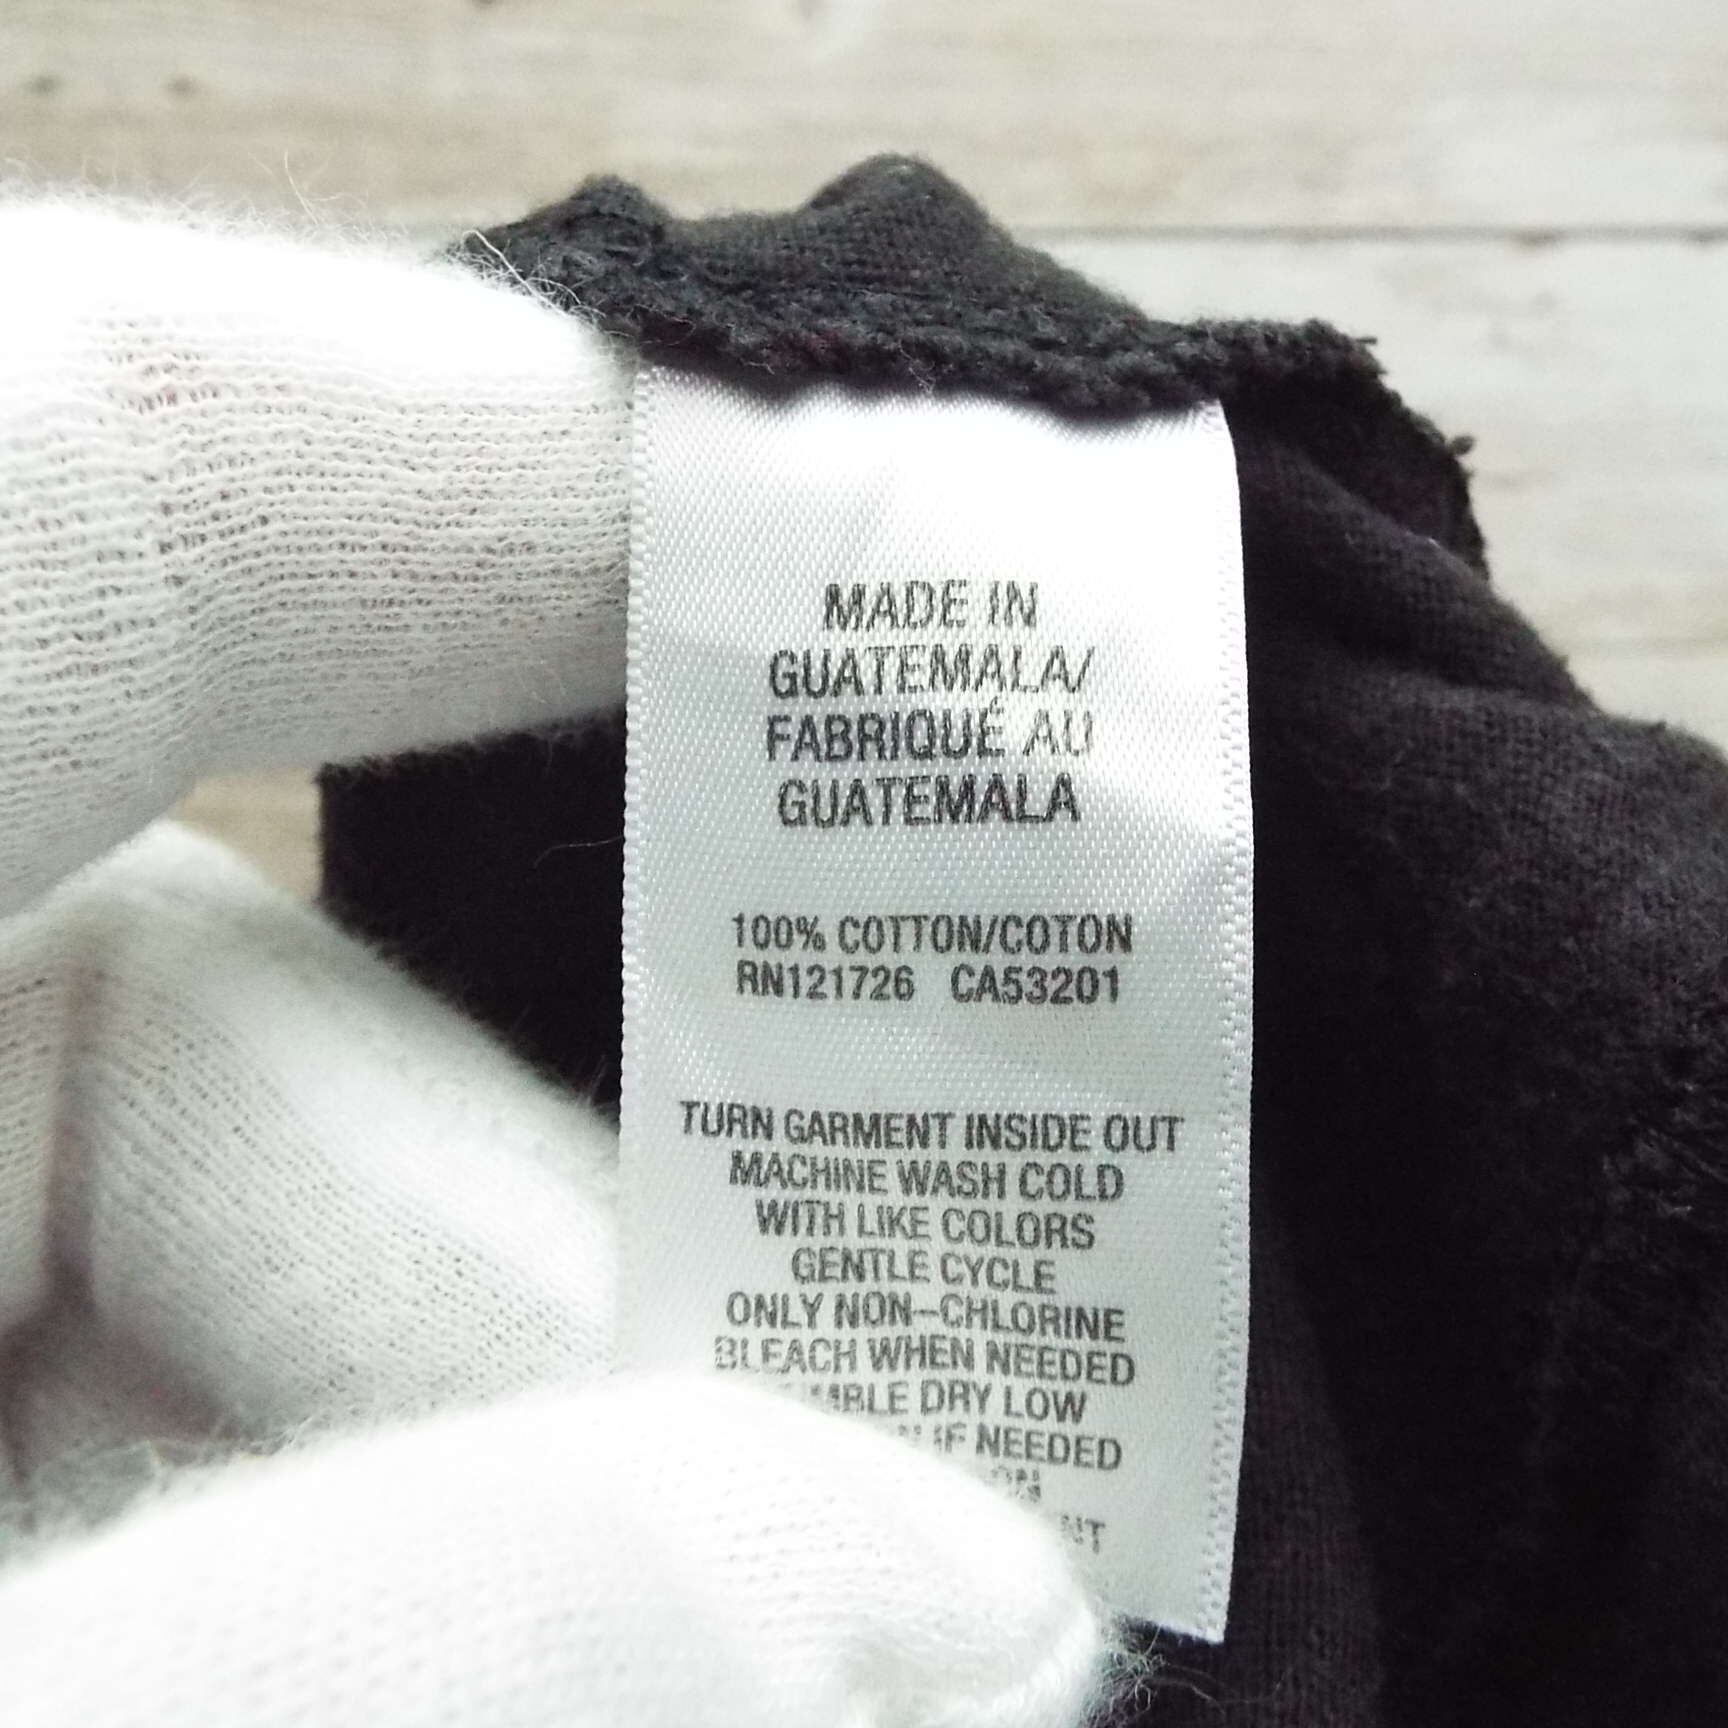 MADE IN
GUATEMALA/
FABRIQUÉ AU
GUATEMALA
100% COTTON/COTON
RN121726 CA53201
TURN GARMENT INSIDE OUT
MACHINE WASH COLD
WITH LIKE COLORS
GENTLE CYCLE
ONLY NON-CHLORINE
BLEACH WHEN NEEDED
DRY LOW
IF NEEDED